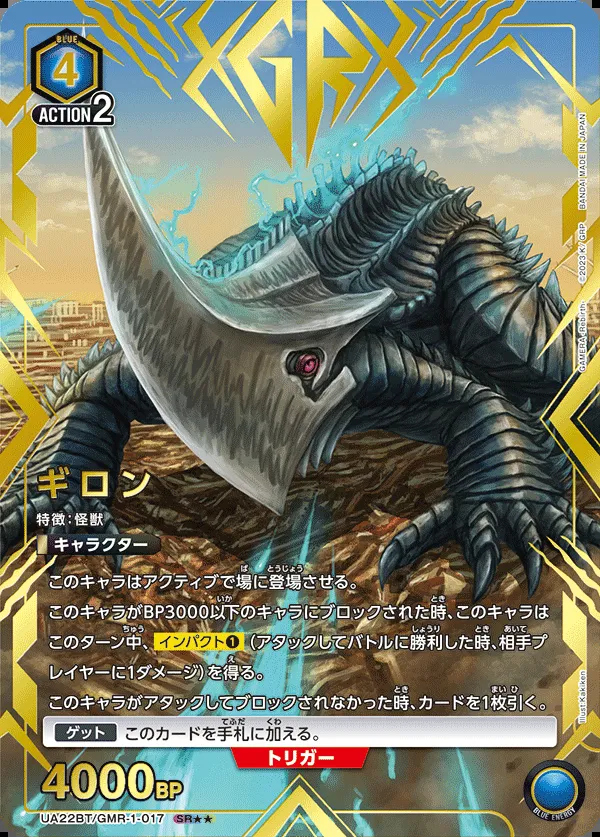 GR
BLUE
4
ACTION2
©2023 K/GRP BANDAI MADE IN JAPAN
GAMERA -Rebirth-
ギロン
特徴：怪獣
キャラクター
このキャラはアクティブで場に登場させる。
このキャラがBP3000以下のキャラにブロックされた時、このキャラは
このターン中、インパクト❶（アタックしてバトルに勝利した時、相手プ
レイヤーに1ダメージ）を得る。
このキャラがアタックしてブロックされなかった時、カードを1枚引く。
Illust:Kakiken
ゲット このカードを手札に加える。
トリガー
4000BP
UA22BT/GMR-1-017 SR★★
BLUE ENERGY